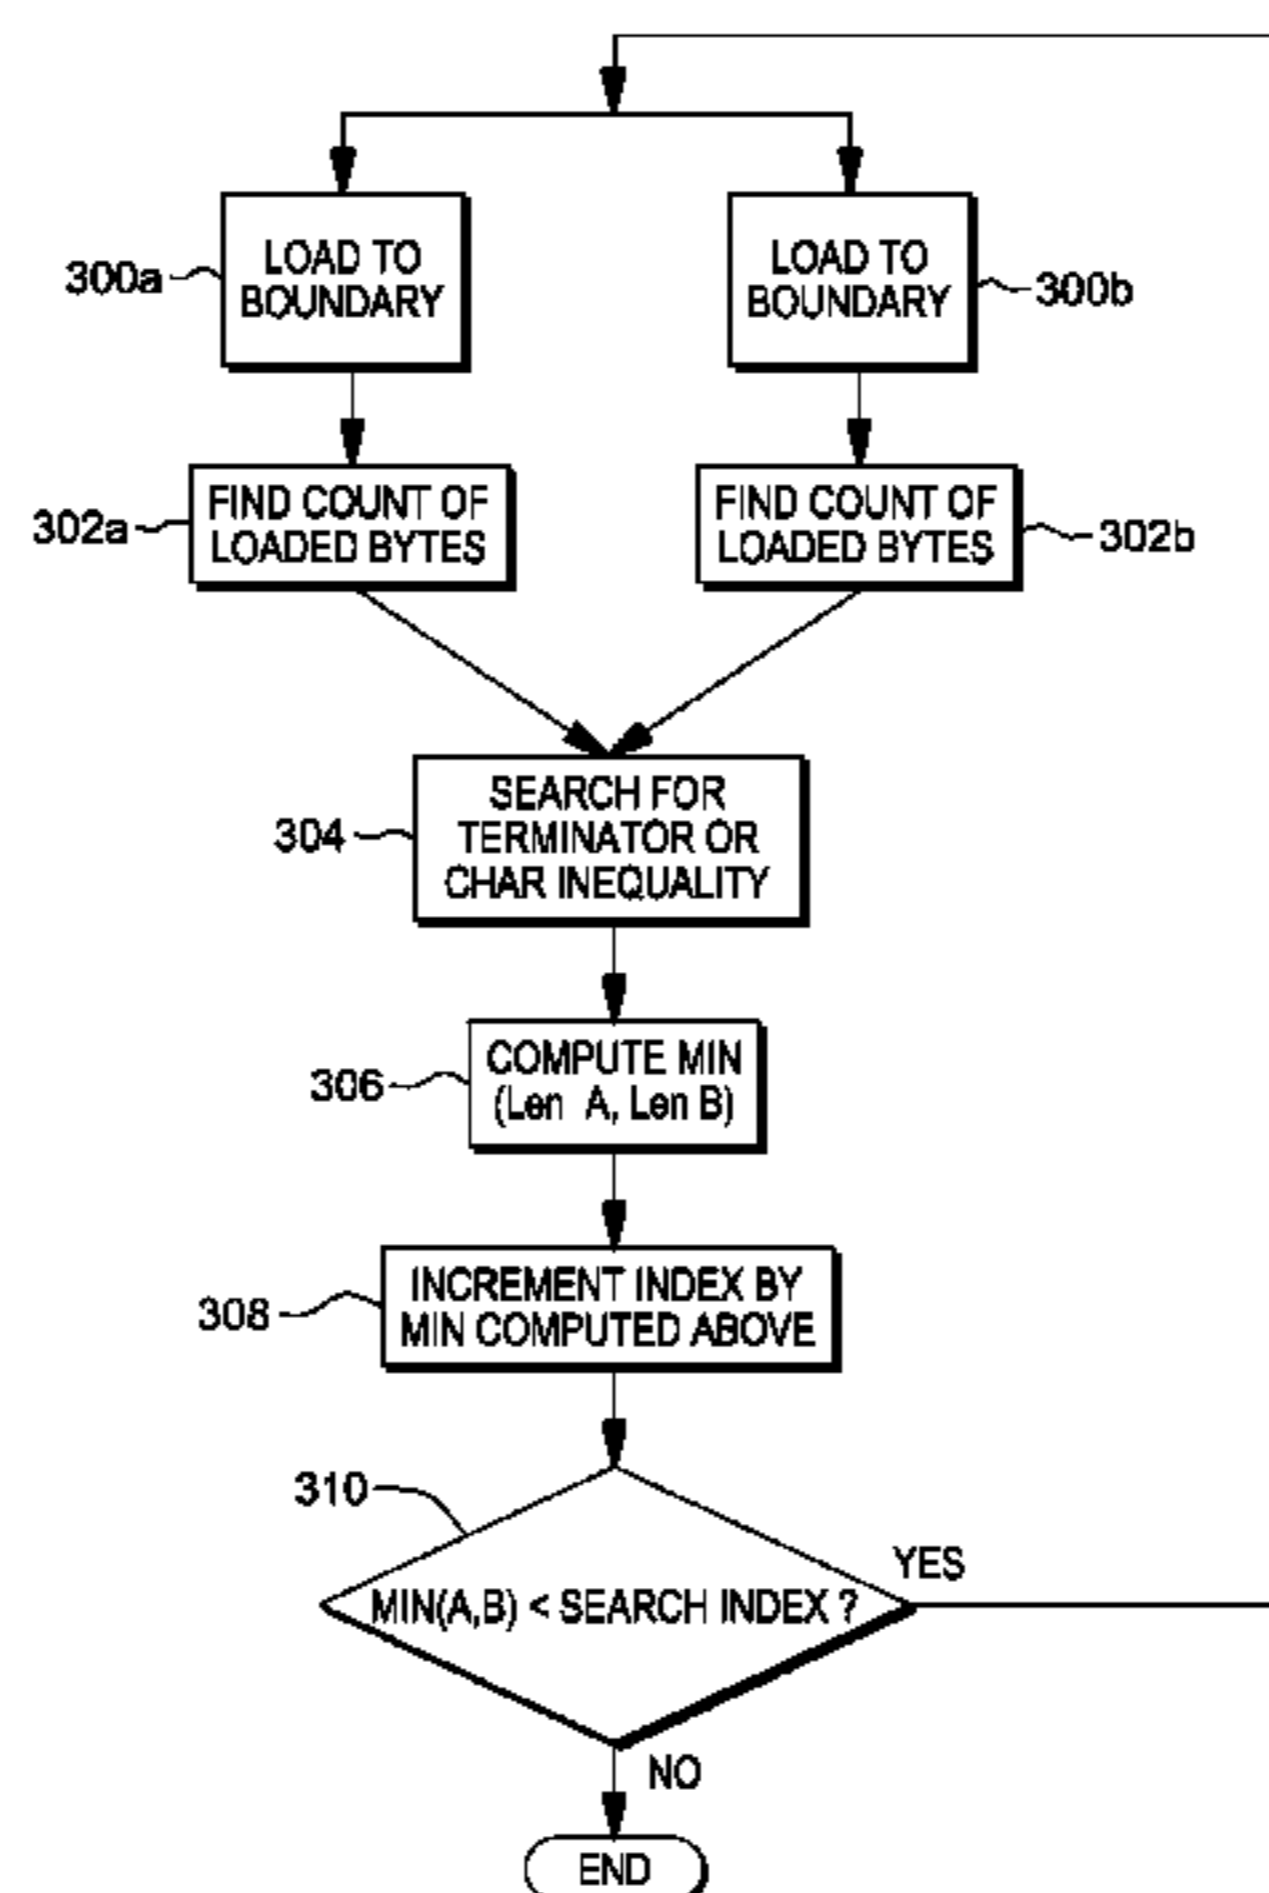 300a
LOAD TO
BOUNDARY
LOAD TO
BOUNDARY
300b
302a
FIND COUNT OF
LOADED BYTES
FIND COUNT OF
LOADED BYTES
302b
304
SEARCH FOR
TERMINATOR OR
CHAR INEQUALITY
306
COMPUTE MIN
(Len A, Len B)
308
INCREMENT INDEX BY
MIN COMPUTED ABOVE
310
MIN(A,B) < SEARCH INDEX ?
YES
NO
END